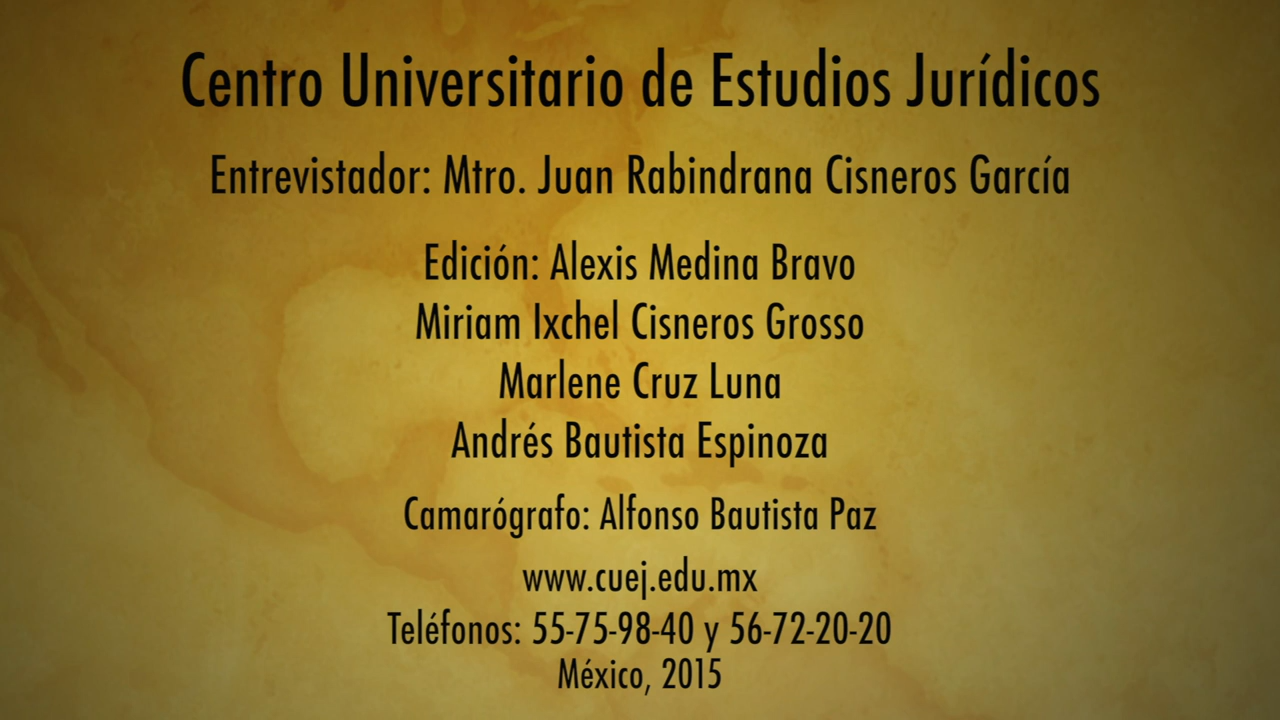 Centro Universitario de Estudios Jurídicos
Entrevistador: Mtro. Juan Rabindrana Cisneros García
Edición: Alexis Medina Bravo
Miriam Ixchel Cisneros Grosso
Marlene Cruz Luna
Andrés Bautista Espinoza
Camarógrafo: Alfonso Bautista Paz
www.cuej.edu.mx
Teléfonos: 55-75-98-40 y 56-72-20-20
México, 2015